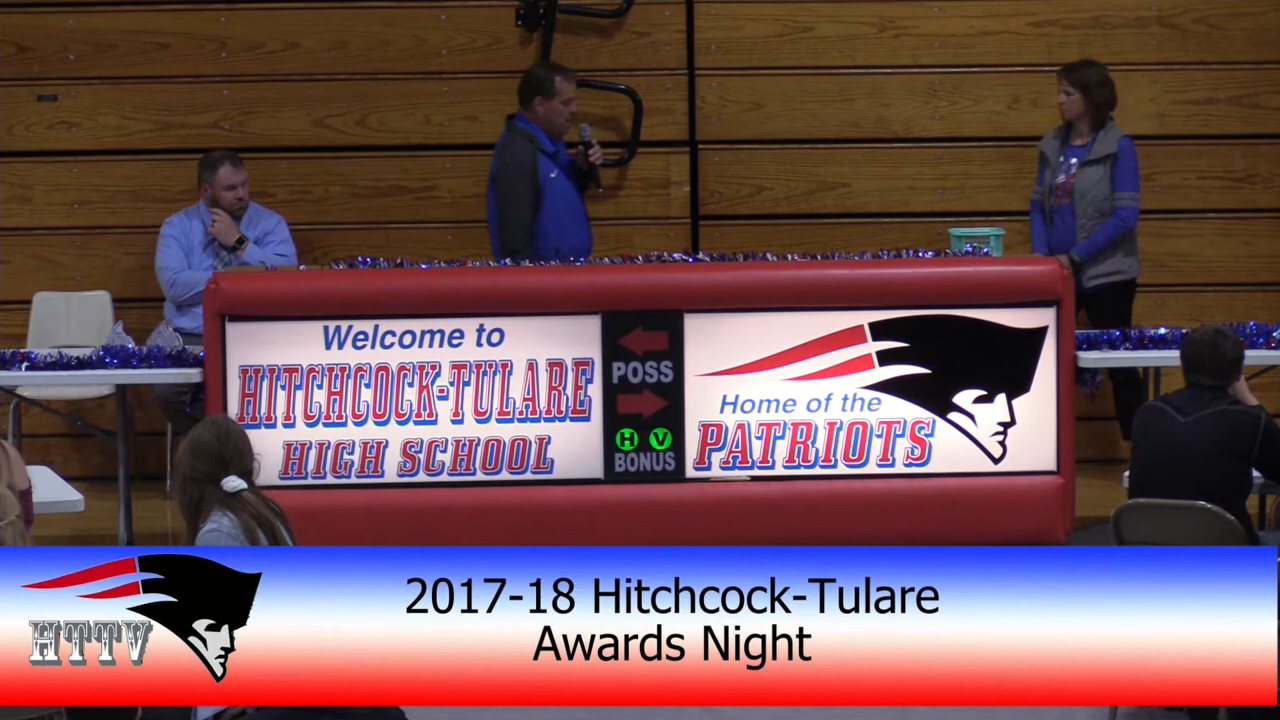 Welcome to
HITCHCOCK-TULARE
HIGH SCHOOL
POSS
H V
BONUS
Home of the
PATRIOTS
HTTV
2017-18 Hitchcock-Tulare
Awards Night